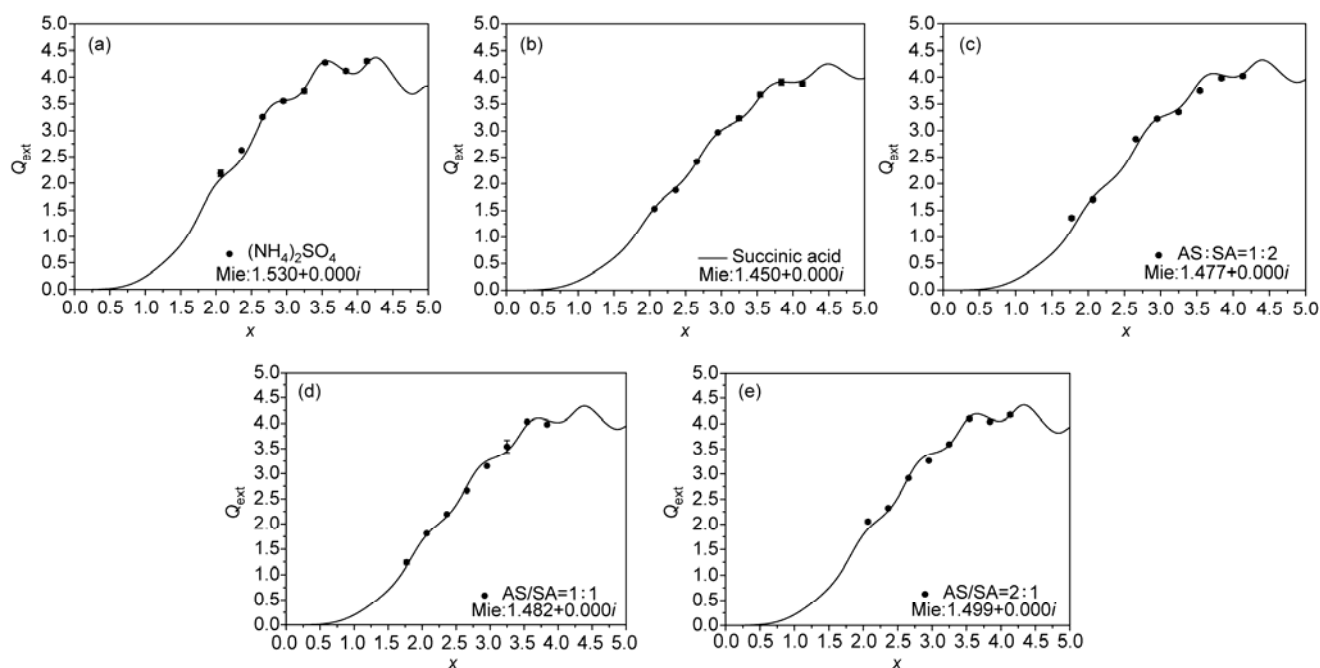 (a)
5.0
4.5
4.0
3.5
3.0
2.5
2.0
1.5
1.0
0.5
0.0
Qext
(NH4)2SO4
Mie:1.530+0.000i
0.0 0.5 1.0 1.5 2.0 2.5 3.0 3.5 4.0 4.5 5.0
x
(b)
5.0
4.5
4.0
3.5
3.0
2.5
2.0
1.5
1.0
0.5
0.0
Qext
Succinic acid
Mie:1.450+0.000i
0.0 0.5 1.0 1.5 2.0 2.5 3.0 3.5 4.0 4.5 5.0
x
(c)
5.0
4.5
4.0
3.5
3.0
2.5
2.0
1.5
1.0
0.5
0.0
Qext
AS:SA=1:2
Mie:1.477+0.000i
0.0 0.5 1.0 1.5 2.0 2.5 3.0 3.5 4.0 4.5 5.0
x
(d)
5.0
4.5
4.0
3.5
3.0
2.5
2.0
1.5
1.0
0.5
0.0
Qext
AS/SA=1:1
Mie:1.482+0.000i
0.0 0.5 1.0 1.5 2.0 2.5 3.0 3.5 4.0 4.5 5.0
x
(e)
5.0
4.5
4.0
3.5
3.0
2.5
2.0
1.5
1.0
0.5
0.0
Qext
AS/SA=2:1
Mie:1.499+0.000i
0.0 0.5 1.0 1.5 2.0 2.5 3.0 3.5 4.0 4.5 5.0
x